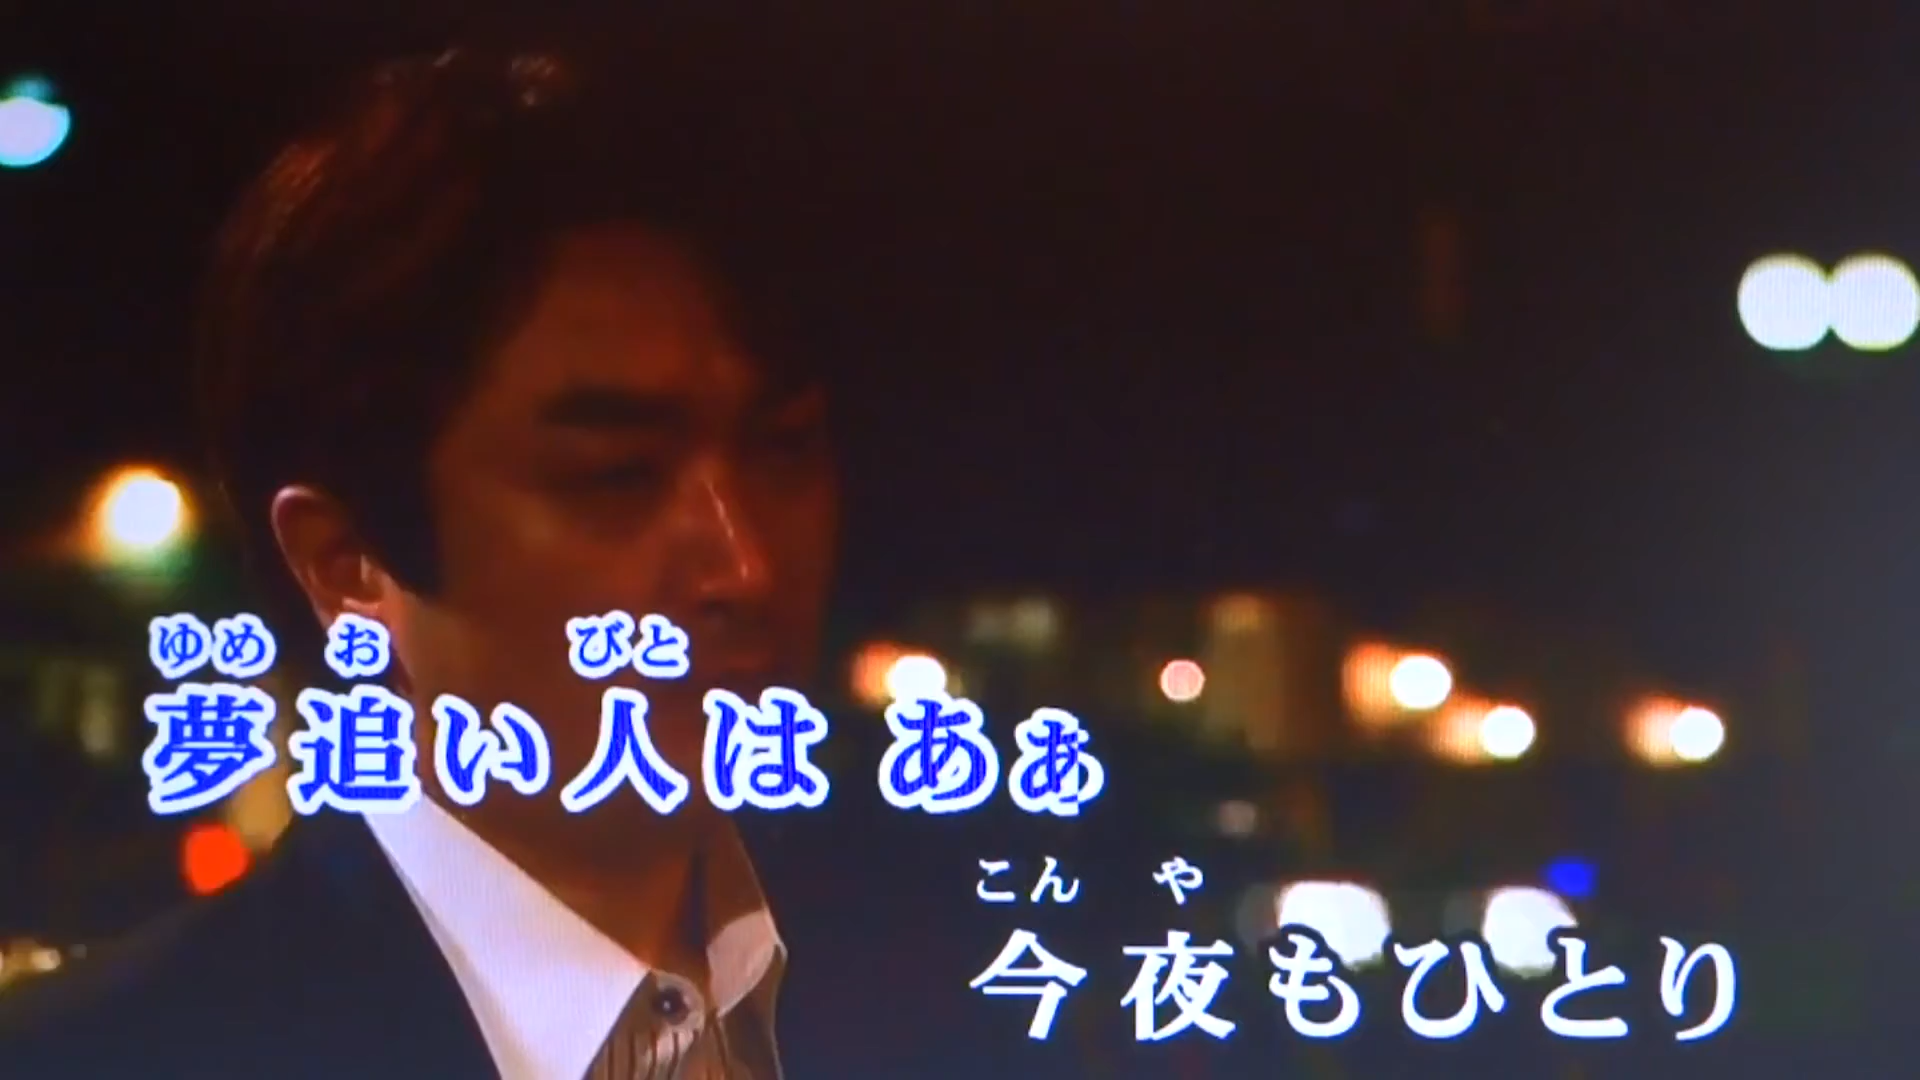 ゆめ お びと
夢追い人は あぁ
こん や
今夜もひとり